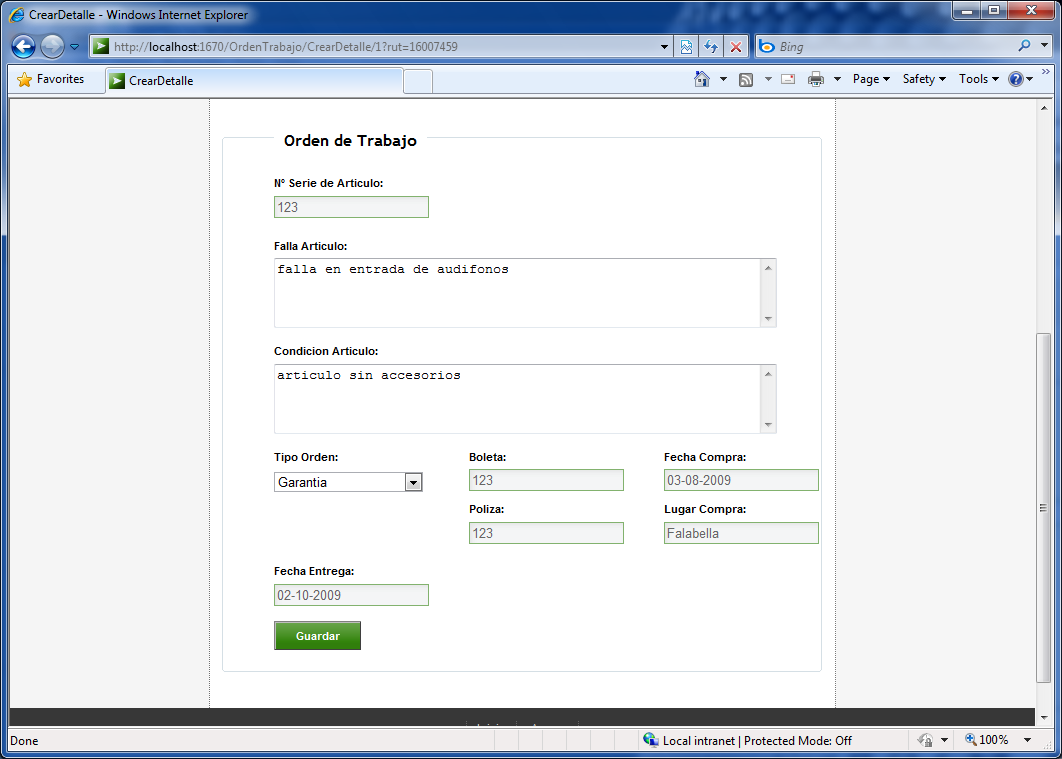 CrearDetalle - Windows Internet Explorer
http://localhost:1670/OrdenTrabajo/CrearDetalle/1?rut=16007459
Bing
Favorites
CrearDetalle
Page
Safety
Tools
Orden de Trabajo
Nº Serie de Articulo:
123
Falla Articulo:
falla en entrada de audifonos
Condicion Articulo:
articulo sin accesorios
Tipo Orden: Boleta: Fecha Compra:
Garantia 123 03-08-2009
Poliza: Lugar Compra:
123 Falabella
Fecha Entrega:
02-10-2009
Guardar
Done
Local intranet | Protected Mode: Off
100%